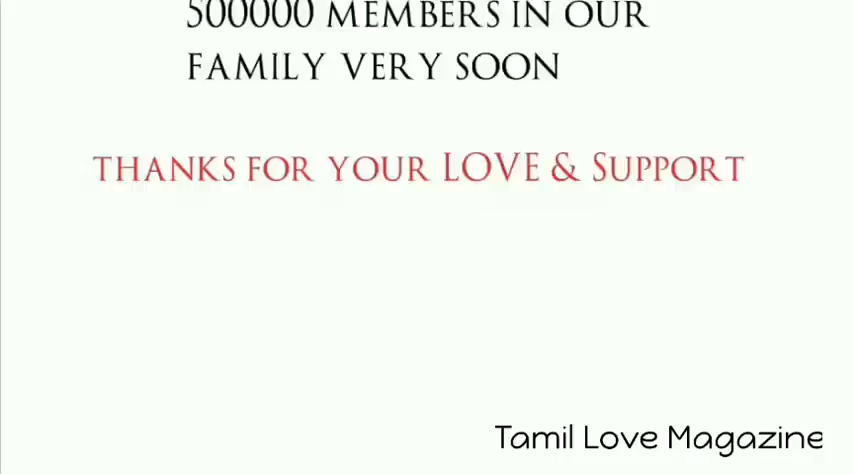 500000 MEMBERS IN OUR
FAMILY VERY SOON
THANKS FOR YOUR LOVE & SUPPORT
Tamil Love Magazine